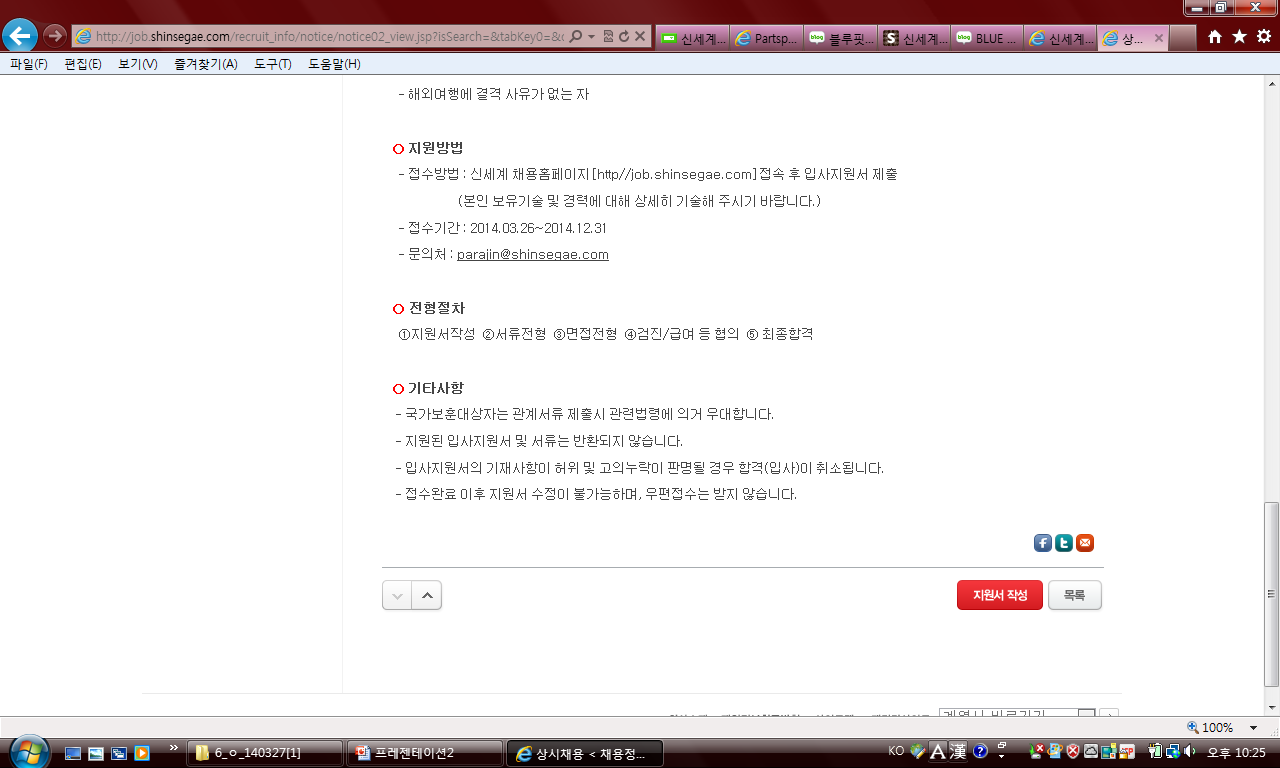 http://job.shinsegae.com/recruit_info/notice/notice02_view.jsp?isSearch=&tabKey0=&
신세계...
Partsp...
블루핏...
신세계...
BLUE ...
신세계...
상...
파일(F) 편집(E) 보기(V) 즐겨찾기(A) 도구(T) 도움말(H)
- 해외여행에 결격 사유가 없는 자
지원방법
- 접수방법 : 신세계 채용홈페이지 [http//job.shinsegae.com] 접속 후 입사지원서 제출
(본인 보유기술 및 경력에 대해 상세히 기술해 주시기 바랍니다.)
- 접수기간 : 2014.03.26~2014.12.31
- 문의처 : parajin@shinsegae.com
전형절차
①지원서작성 ②서류전형 ③면접전형 ④검진/급여 등 협의 ⑤ 최종합격
기타사항
- 국가보훈대상자는 관계서류 제출시 관련법령에 의거 우대합니다.
- 지원된 입사지원서 및 서류는 반환되지 않습니다.
- 입사지원서의 기재사항이 허위 및 고의누락이 판명될 경우 합격(입사)이 취소됩니다.
- 접수완료 이후 지원서 수정이 불가능하며, 우편접수는 받지 않습니다.
지원서 작성
목록
100%
6_o_140327[1]
프레젠테이션2
상시채용 < 채용정...
KO
A 漢
오후 10:25